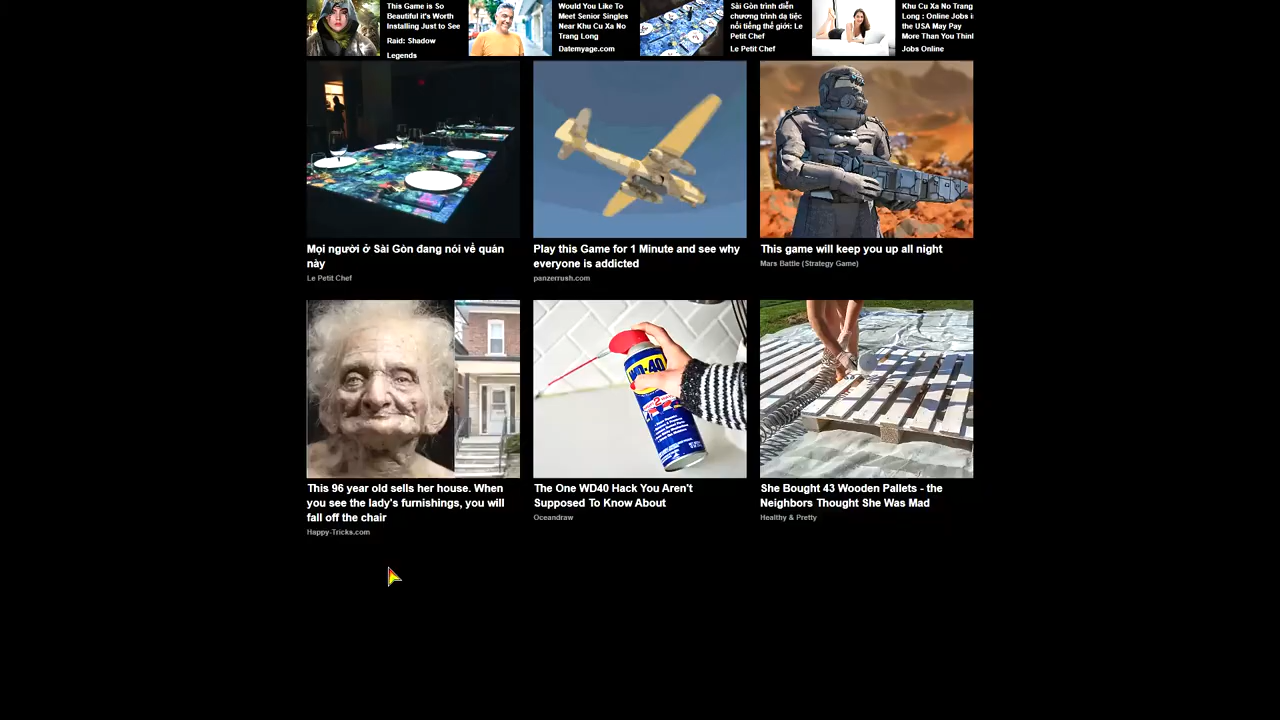 This Game is So
Beautiful it's Worth
Installing Just to See
Raid: Shadow
Legends
Would You Like To
Meet Senior Singles
Near Khu Cu Xa No
Trang Long
Datemyage.com
Sài Gòn trình diễn
chương trình dạ tiệc
nổi tiếng thế giới: Le
Petit Chef
Le Petit Chef
Khu Cu Xa No Trang
Long : Online Jobs i
the USA May Pay
More Than You Think
Jobs Online
Mọi người ở Sài Gòn đang nói về quán
này
Le Petit Chef
Play this Game for 1 Minute and see why
everyone is addicted
panzerrush.com
This game will keep you up all night
Mars Battle (Strategy Game)
WD-40
This 96 year old sells her house. When
you see the lady's furnishings, you will
fall off the chair
Happy-Tricks.com
The One WD40 Hack You Aren't
Supposed To Know About
Oceandraw
She Bought 43 Wooden Pallets - the
Neighbors Thought She Was Mad
Healthy & Pretty